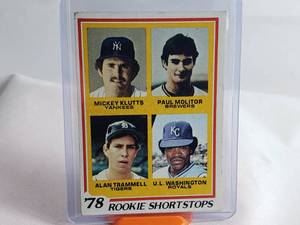 MICKEY KLUTTS
YANKEES
PAUL MOLITOR
BREWERS
ALAN TRAMMELL
TIGERS
U.L. WASHINGTON
ROYALS
'78 ROOKIE SHORTSTOPS